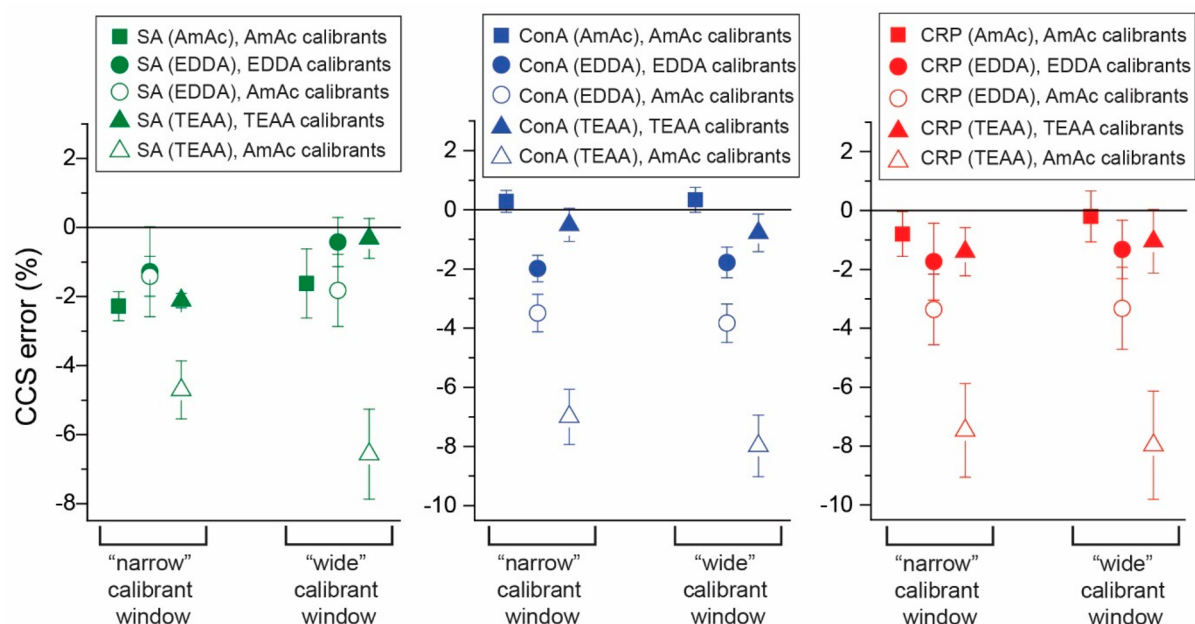 SA (AmAc), AmAc calibrants
SA (EDDA), EDDA calibrants
SA (EDDA), AmAc calibrants
SA (TEAA), TEAA calibrants
SA (TEAA), AmAc calibrants
ConA (AmAc), AmAc calibrants
ConA (EDDA), EDDA calibrants
ConA (EDDA), AmAc calibrants
ConA (TEAA), TEAA calibrants
ConA (TEAA), AmAc calibrants
CRP (AmAc), AmAc calibrants
CRP (EDDA), EDDA calibrants
CRP (EDDA), AmAc calibrants
CRP (TEAA), TEAA calibrants
CRP (TEAA), AmAc calibrants
CCS error (%)
2
0
-2
-4
-6
-8
2
0
-2
-4
-6
-8
-10
2
0
-2
-4
-6
-8
-10
“narrow”
calibrant
window
“wide”
calibrant
window
“narrow”
calibrant
window
“wide”
calibrant
window
“narrow”
calibrant
window
“wide”
calibrant
window